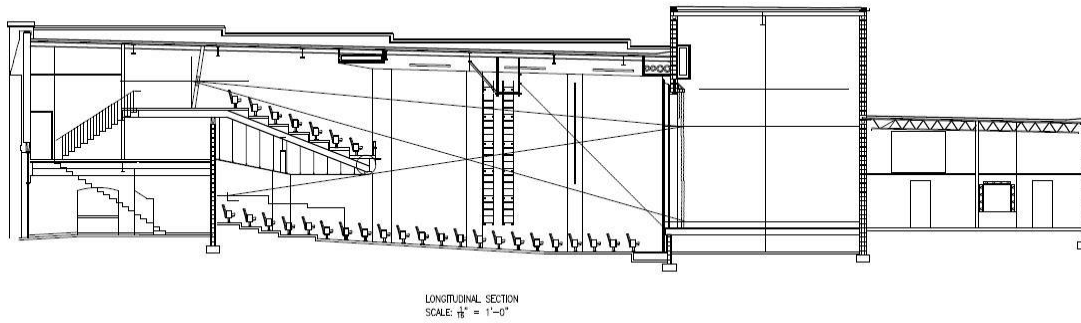 LONGITUDINAL SECTION
SCALE: 1/16" = 1'-0"